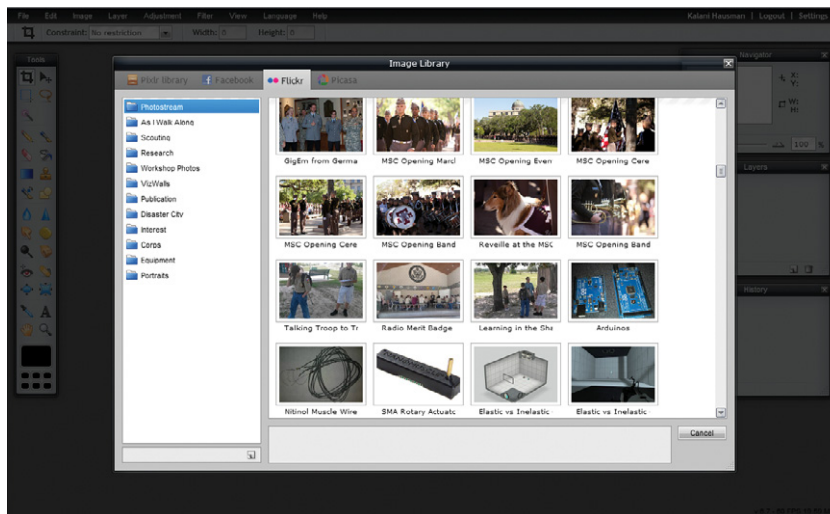 File Edit Image Layer Adjustment Filter View Language Help Kalani Hausman | Logout | Settings
Constraint: No restriction Width: 0 Height: 0
Tools
Navigator
X:
Y:
W:
H:
100 %
Layers
History
Image Library
Pixlr library Facebook Flickr Picasa
Photostream
As I Walk Along
Scouting
Research
Workshop Photos
VizWalls
Publication
Disaster City
Interest
Corps
Equipment
Portraits
GigEm from Germa MSC Opening Marcl MSC Opening Even MSC Opening Cere
MSC Opening Cere MSC Opening Band Reveille at the MSC MSC Opening Band
Talking Troop to Tr Radio Merit Badge Learning in the Sha Arduinos
Nitinol Muscle Wire SMA Rotary Actuato Elastic vs Inelastic Elastic vs Inelastic
Cancel